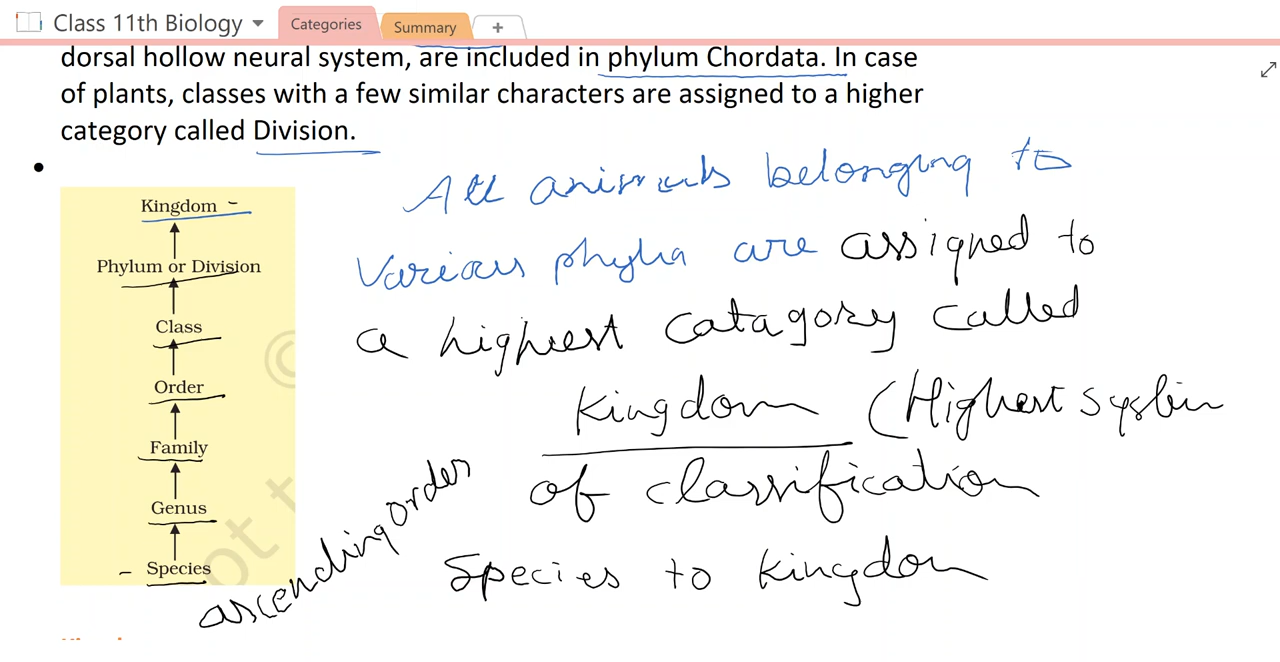 Class 11th Biology
Categories
Summary
dorsal hollow neural system, are included in phylum Chordata. In case
of plants, classes with a few similar characters are assigned to a higher
category called Division.
Kingdom
Phylum or Division
Class
Order
Family
Genus
Species
All animals belonging to
various phyla are assigned to
a highest catagory called
Kingdom (Highest system
of classification
Species to Kingdom
ascending order